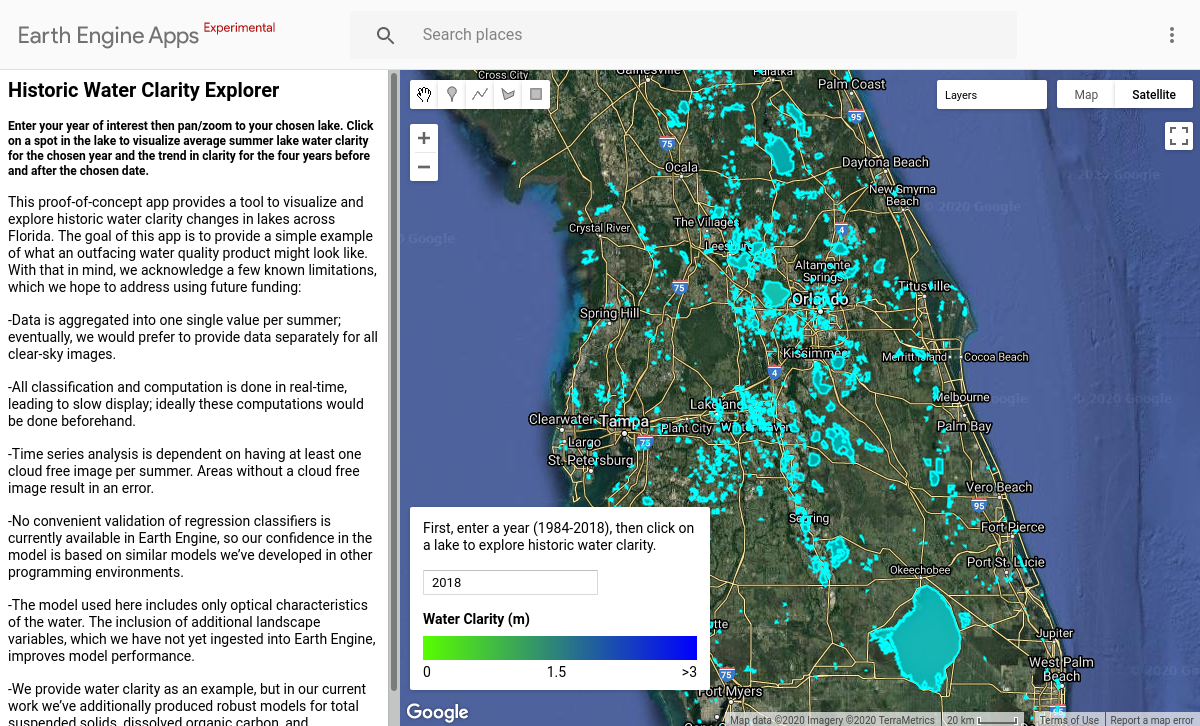 Earth Engine Apps Experimental
Search places
Historic Water Clarity Explorer
Enter your year of interest then pan/zoom to your chosen lake. Click
on a spot in the lake to visualize average summer lake water clarity
for the chosen year and the trend in clarity for the four years before
and after the chosen date.
This proof-of-concept app provides a tool to visualize and
explore historic water clarity changes in lakes across
Florida. The goal of this app is to provide a simple example
of what an outfacing water quality product might look like.
With that in mind, we acknowledge a few known limitations,
which we hope to address using future funding:
-Data is aggregated into one single value per summer;
eventually, we would prefer to provide data separately for all
clear-sky images.
-All classification and computation is done in real-time,
leading to slow display; ideally these computations would
be done beforehand.
-Time series analysis is dependent on having at least one
cloud free image per summer. Areas without a cloud free
image result in an error.
-No convenient validation of regression classifiers is
currently available in Earth Engine, so our confidence in the
model is based on similar models we've developed in other
programming environments.
-The model used here includes only optical characteristics
of the water. The inclusion of additional landscape
variables, which we have not yet ingested into Earth Engine,
improves model performance.
-We provide water clarity as an example, but in our current
work we've additionally produced robust models for total
suspended solids, dissolved organic carbon, and
Layers
Map
Satellite
Cross City
Gainesville
Palatka
Palm Coast
95
75
Ocala
Daytona Beach
New Smyrna
Beach
© 2020 Google
© 2020 Google
Google
Crystal River
The Villages
4
Leesburg
Altamonte
Springs
75
Titusville
Orlando
Spring Hill
Kissimmee
Merritt Island
Cocoa Beach
4
Melbourne
© 2020 Google
Lakeland
Clearwater
Tampa
Plant City
Winter Haven
Palm Bay
Largo
75
St. Petersburg
Vero Beach
95
Sebring
Fort Pierce
Port St. Lucie
Okeechobee
First, enter a year (1984-2018), then click on
a lake to explore historic water clarity.
2018
Water Clarity (m)
0
1.5
>3
tte
Jupiter
West Palm
Beach
75
Fort Myers
95
Google
Map data ©2020 Imagery ©2020 TerraMetrics
20 km
Terms of Use
Report a map error